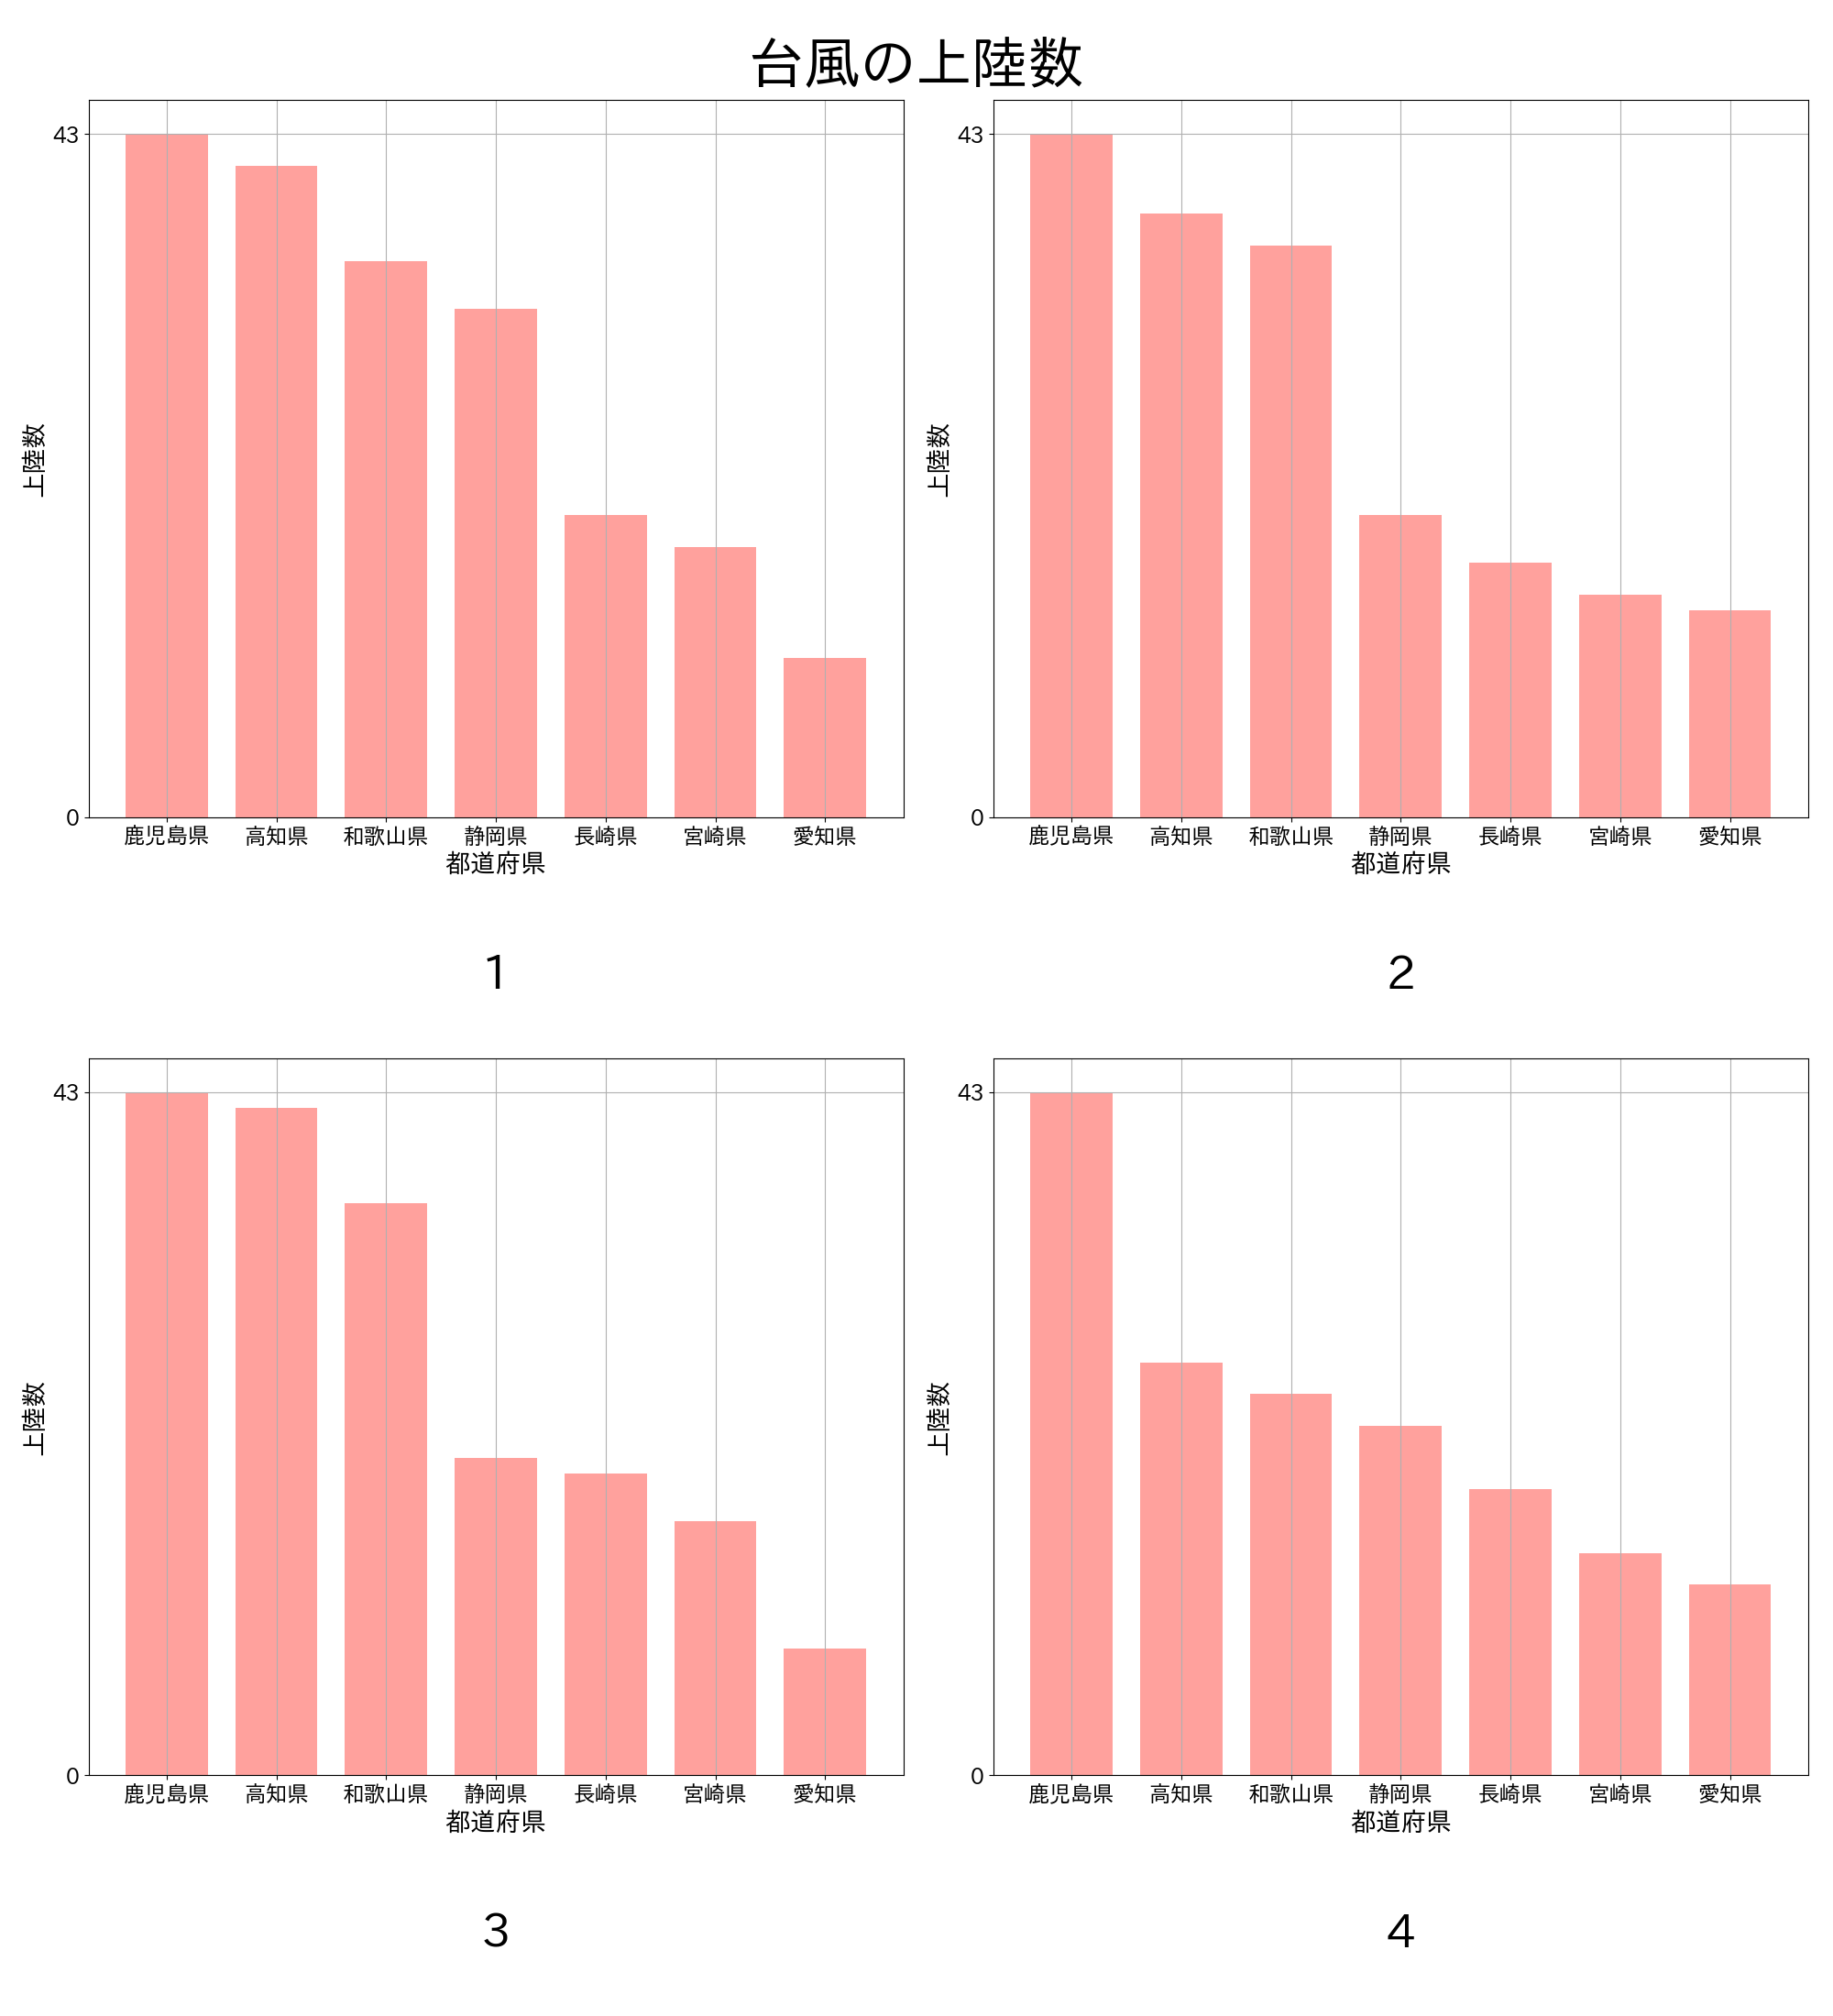 台風の上陸数
43
0
上陸数
鹿児島県 高知県 和歌山県 静岡県 長崎県 宮崎県 愛知県
都道府県
1
43
0
上陸数
鹿児島県 高知県 和歌山県 静岡県 長崎県 宮崎県 愛知県
都道府県
2
43
0
上陸数
鹿児島県 高知県 和歌山県 静岡県 長崎県 宮崎県 愛知県
都道府県
3
43
0
上陸数
鹿児島県 高知県 和歌山県 静岡県 長崎県 宮崎県 愛知県
都道府県
4